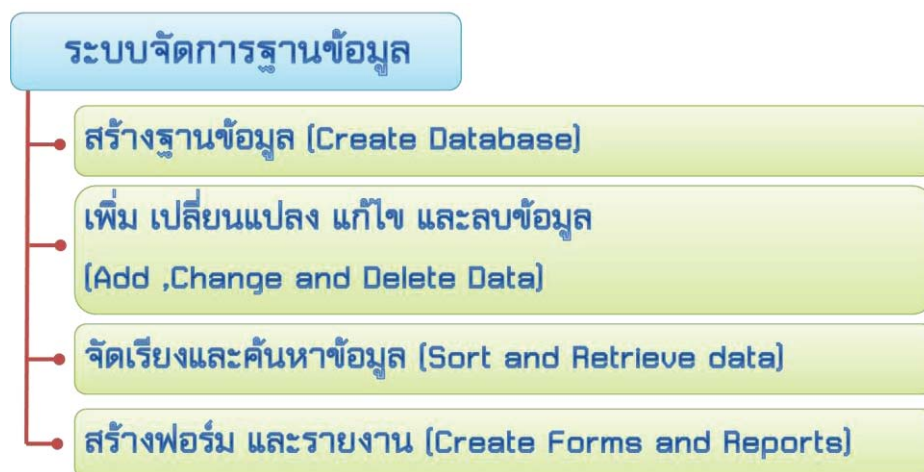 ระบบจัดการฐานข้อมูล
สร้างฐานข้อมูล (Create Database)
เพิ่ม เปลี่ยนแปลง แก้ไข และลบข้อมูล
(Add ,Change and Delete Data)
จัดเรียงและค้นหาข้อมูล (Sort and Retrieve data)
สร้างฟอร์ม และรายงาน (Create Forms and Reports)